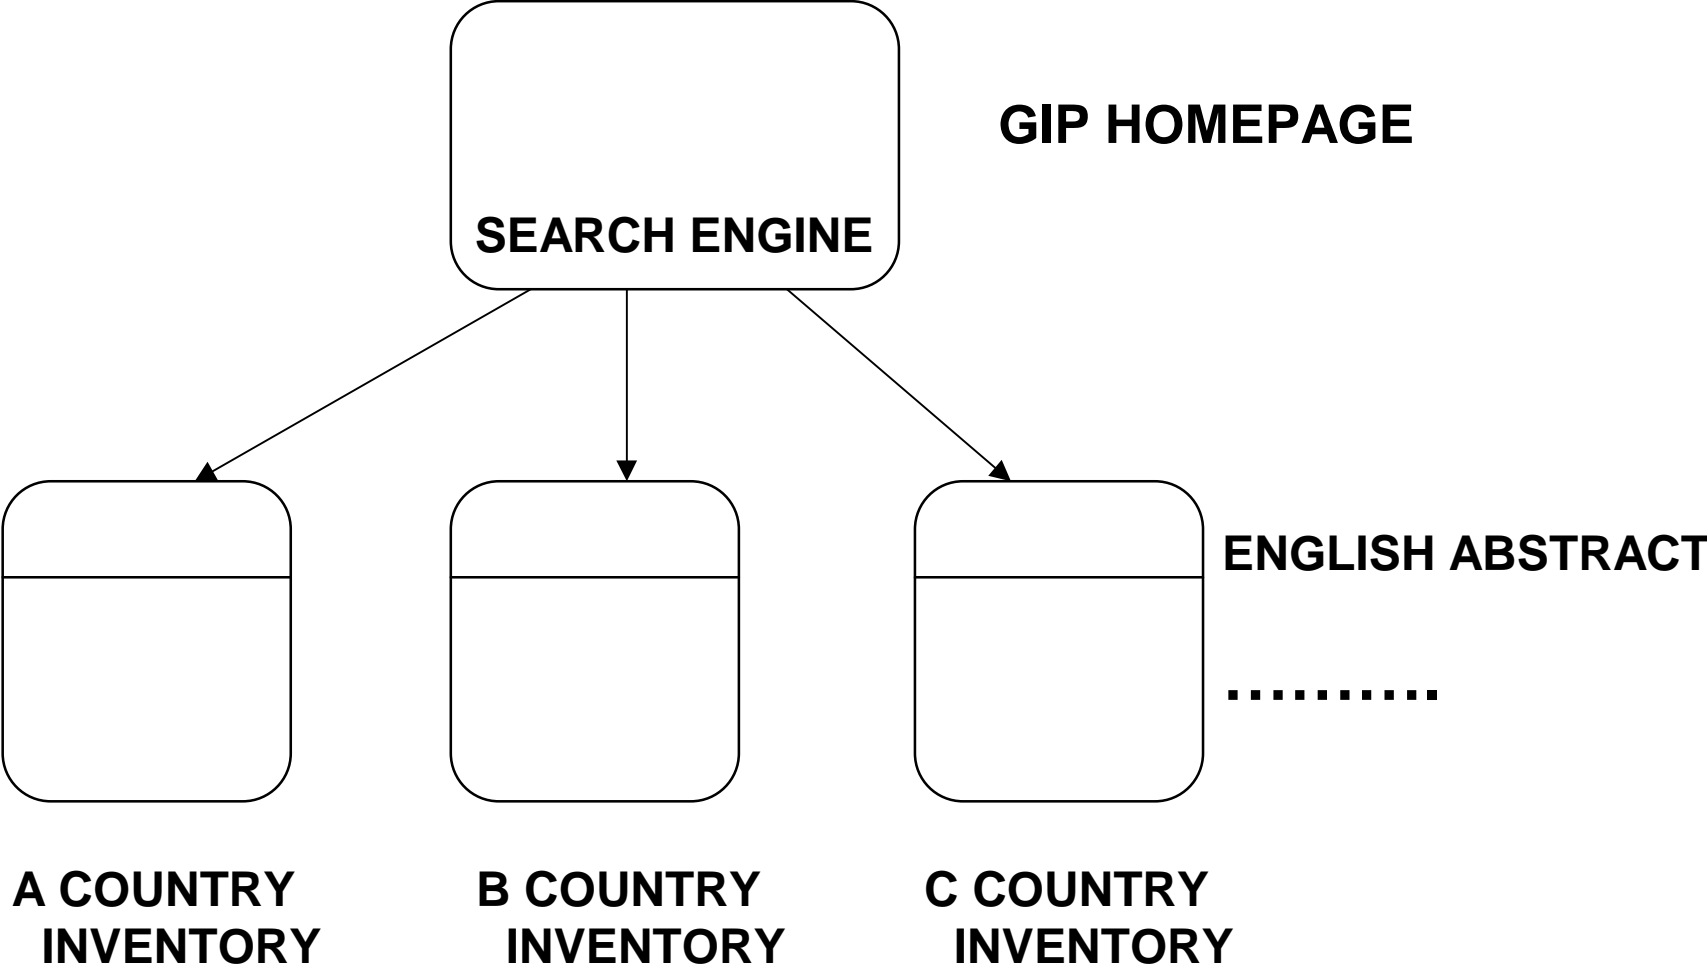 GIP HOMEPAGE
SEARCH ENGINE
ENGLISH ABSTRACT
……….
A COUNTRY
INVENTORY
B COUNTRY
INVENTORY
C COUNTRY
INVENTORY